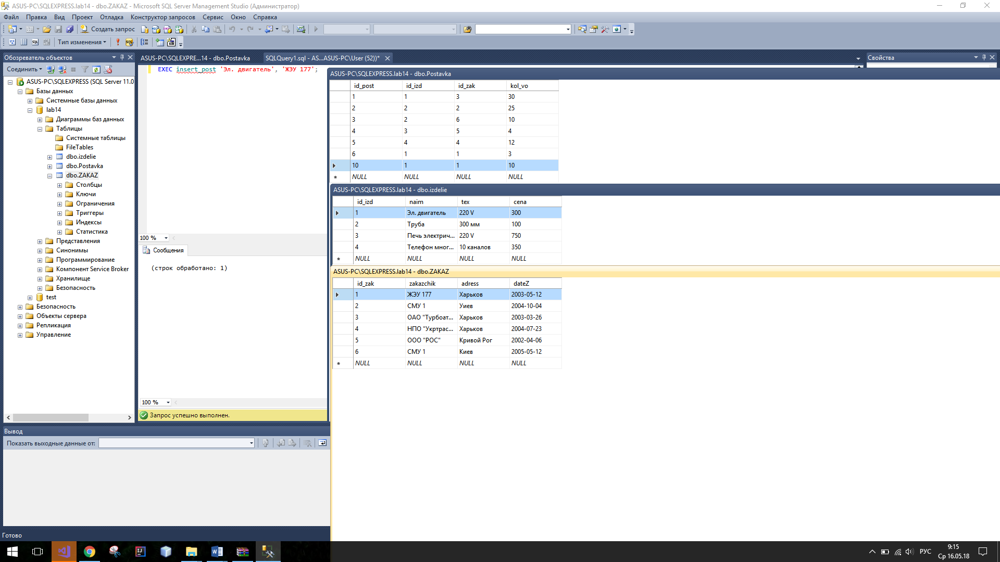 ASUS-PC\SQLEXPRESS.lab14 - dbo.ZAKAZ - Microsoft SQL Server Management Studio (Администратор)
Файл Правка Вид Проект Отладка Конструктор запросов Сервис Окно Справка
Создать запрос
Тип изменения
Обозреватель объектов
Соединить
ASUS-PC\SQLEXPRESS (SQL Server 11.0
Базы данных
Системные базы данных
lab14
Диаграммы баз данных
Таблицы
Системные таблицы
FileTables
dbo.izdelie
dbo.Postavka
dbo.ZAKAZ
Столбцы
Ключи
Ограничения
Триггеры
Индексы
Статистика
Представления
Синонимы
Программирование
Компонент Service Broker
Хранилище
Безопасность
test
Безопасность
Объекты сервера
Репликация
Управление
ASUS-PC\SQLEXPRE...14 - dbo.Postavka SQLQuery1.sql - AS...ASUS-PC\User (52))*
EXEC insert_post 'Эл. двигатель', 'ЖЭУ 177';
100 %
Сообщения
(строк обработано: 1)
100 %
Запрос успешно выполнен.
Свойства
ASUS-PC\SQLEXPRESS.lab14 - dbo.Postavka
id_post id_izd id_zak kol_vo
1 1 3 30
2 2 2 25
3 2 6 10
4 3 5 4
5 4 4 12
6 1 1 3
10 1 1 10
NULL NULL NULL NULL
ASUS-PC\SQLEXPRESS.lab14 - dbo.izdelie
id_izd naim tex cena
1 Эл. двигатель 220 V 300
2 Труба 300 мм 100
3 Печь электрич... 220 V 750
4 Телефон мног... 10 каналов 350
NULL NULL NULL NULL
ASUS-PC\SQLEXPRESS.lab14 - dbo.ZAKAZ
id_zak zakazchik adress dateZ
1 ЖЭУ 177 Харьков 2003-05-12
2 СМУ 1 Уиев 2004-10-04
3 ОАО "Турбоат... Харьков 2003-03-26
4 НПО "Укртрас... Харьков 2004-07-23
5 ООО "РОС" Кривой Рог 2002-04-06
6 СМУ 1 Киев 2005-05-12
NULL NULL NULL NULL
Вывод
Показать выходные данные от:
Готово
РУС
9:15
Ср 16.05.18